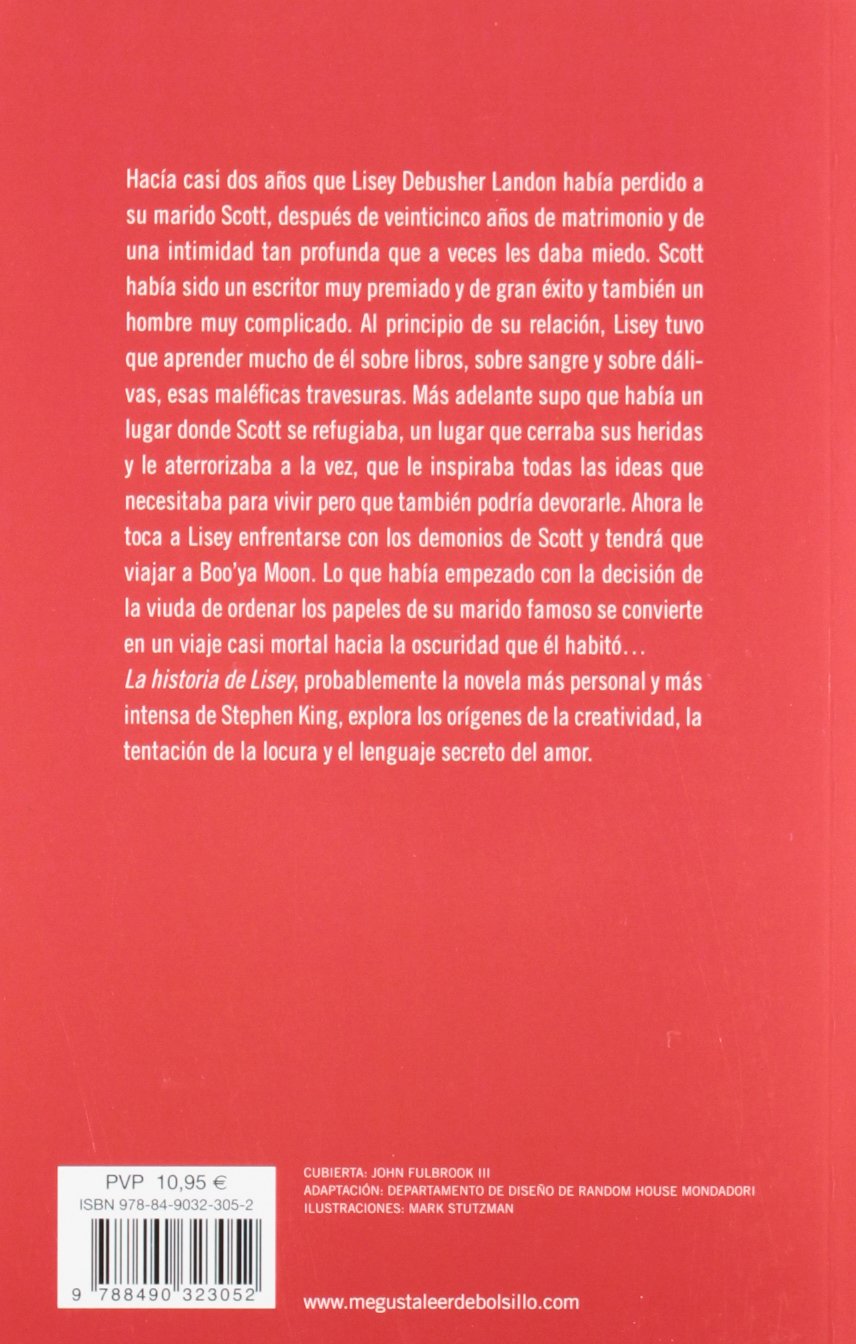 Hacía casi dos años que Lisey Debusher Landon había perdido a
su marido Scott, después de veinticinco años de matrimonio y de
una intimidad tan profunda que a veces les daba miedo. Scott
había sido un escritor muy premiado y de gran éxito y también un
hombre muy complicado. Al principio de su relación, Lisey tuvo
que aprender mucho de él sobre libros, sobre sangre y sobre dáli-
vas, esas maléficas travesuras. Más adelante supo que había un
lugar donde Scott se refugiaba, un lugar que cerraba sus heridas
y le aterrorizaba a la vez, que le inspiraba todas las ideas que
necesitaba para vivir pero que también podría devorarle. Ahora le
toca a Lisey enfrentarse con los demonios de Scott y tendrá que
viajar a Boo'ya Moon. Lo que había empezado con la decisión de
la viuda de ordenar los papeles de su marido famoso se convierte
en un viaje casi mortal hacia la oscuridad que él habitó…
La historia de Lisey, probablemente la novela más personal y más
intensa de Stephen King, explora los orígenes de la creatividad, la
tentación de la locura y el lenguaje secreto del amor.
PVP 10,95 €
ISBN 978-84-9032-305-2
9 788490 323052
CUBIERTA: JOHN FULBROOK III
ADAPTACIÓN: DEPARTAMENTO DE DISEÑO DE RANDOM HOUSE MONDADORI
ILUSTRACIONES: MARK STUTZMAN
www.megustaleerdebolsillo.com